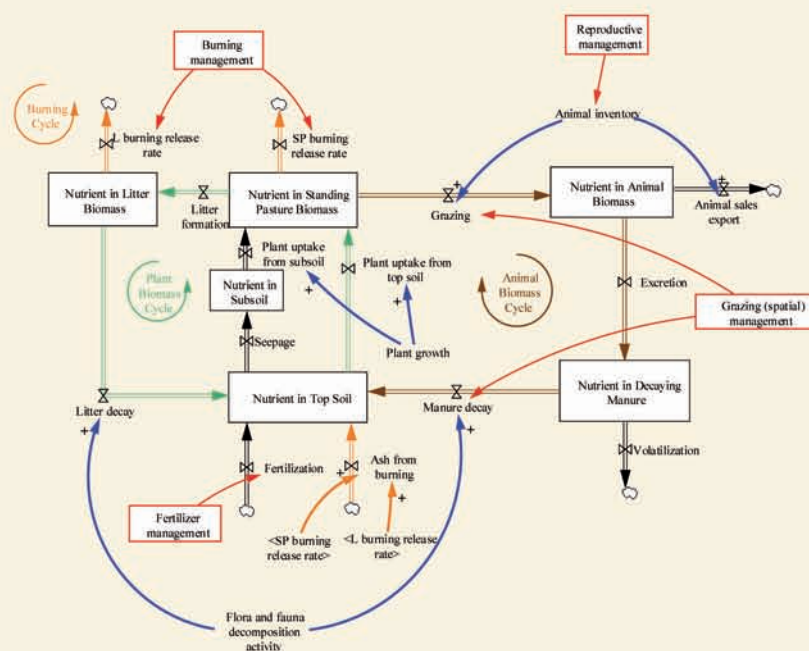 Burning
management
Reproductive
management
Burning
Cycle
L burning release
rate
SP burning
release rate
Animal inventory
Nutrient in Litter
Biomass
Litter
formation
Nutrient in Standing
Pasture Biomass
+
Grazing
Nutrient in Animal
Biomass
+
Animal sales
export
Plant uptake
from subsoil
+
Plant uptake from
top soil
+
Plant
Biomass
Cycle
Nutrient in
Subsoil
Animal
Biomass
Cycle
Excretion
Grazing (spatial)
management
Seepage
Plant growth
Litter decay
+
Nutrient in Top Soil
Manure decay
+
+
Nutrient in Decaying
Manure
Volatilization
Fertilization
+
Ash from
burning
+
Fertilizer
management
<SP burning
release rate>
<L burning release
rate>
Flora and fauna
decomposition
activity